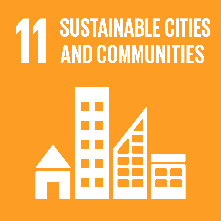 11 SUSTAINABLE CITIES
AND COMMUNITIES